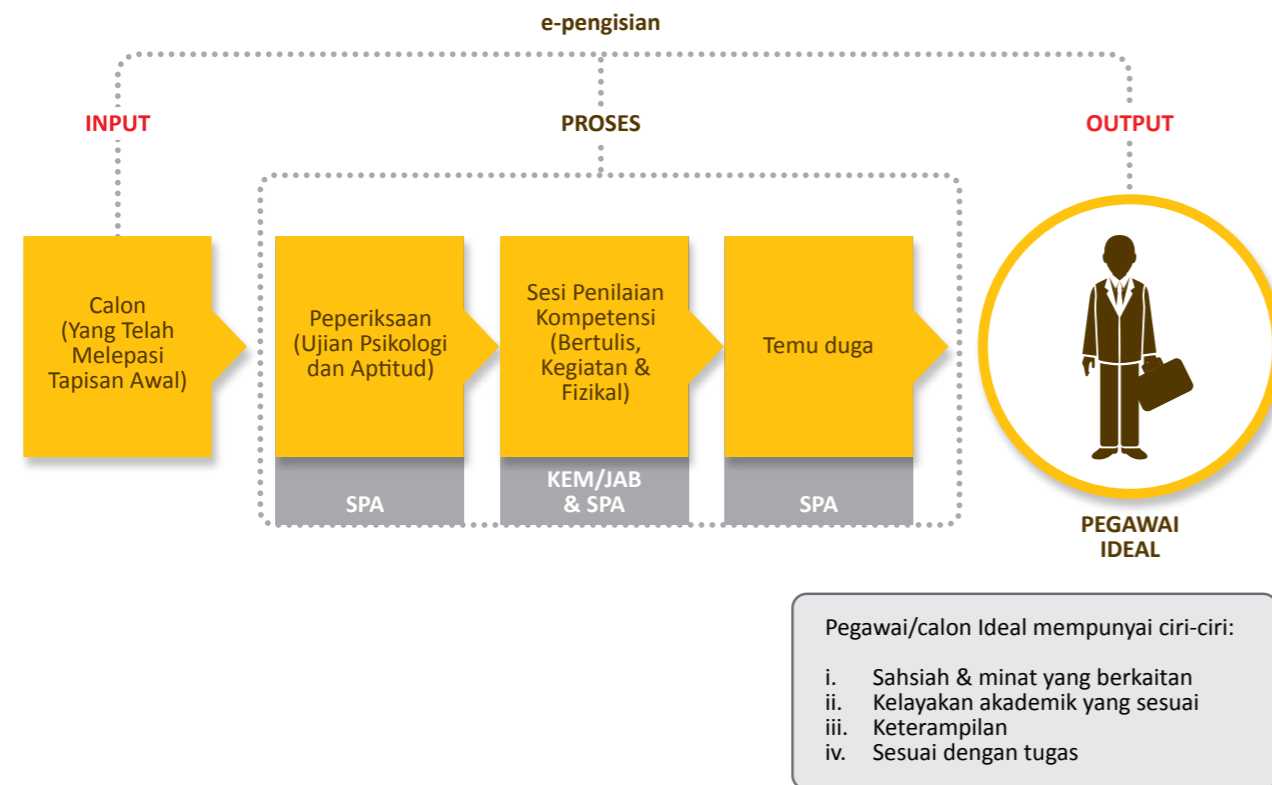 e-pengisian
INPUT
PROSES
OUTPUT
Calon
(Yang Telah
Melepasi
Tapisan Awal)
Peperiksaan
(Ujian Psikologi
dan Aptitud)
SPA
Sesi Penilaian
Kompetensi
(Bertulis,
Kegiatan &
Fizikal)
KEM/JAB
& SPA
Temu duga
SPA
PEGAWAI
IDEAL
Pegawai/calon Ideal mempunyai ciri-ciri:
i. Sahsiah & minat yang berkaitan
ii. Kelayakan akademik yang sesuai
iii. Keterampilan
iv. Sesuai dengan tugas